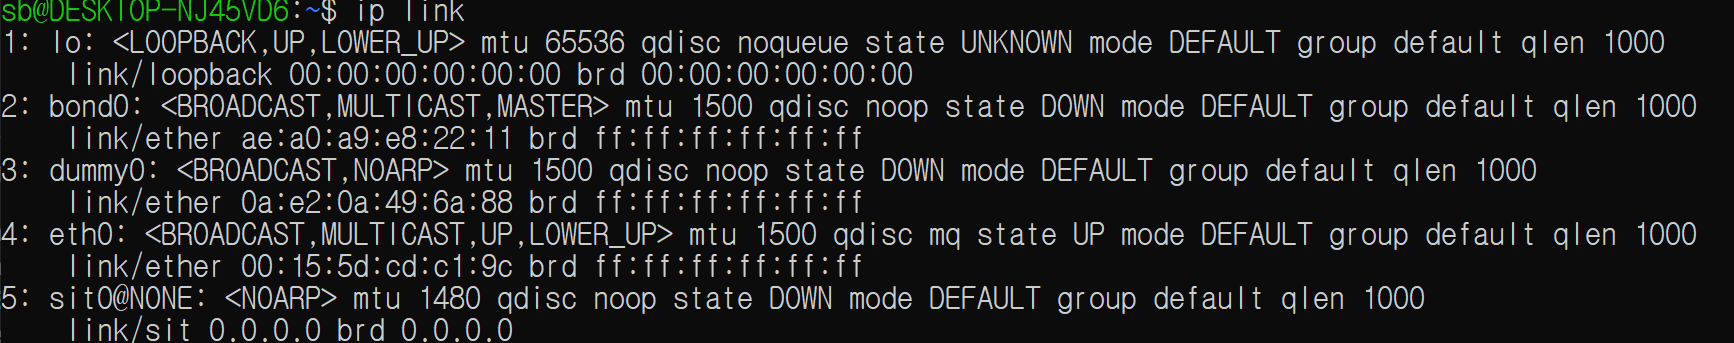 sb@DESKTOP-NJ45VD6:~$ ip link
1: lo: <LOOPBACK,UP,LOWER_UP> mtu 65536 qdisc noqueue state UNKNOWN mode DEFAULT group default qlen 1000
    link/loopback 00:00:00:00:00:00 brd 00:00:00:00:00:00
2: bond0: <BROADCAST,MULTICAST,MASTER> mtu 1500 qdisc noop state DOWN mode DEFAULT group default qlen 1000
    link/ether ae:a0:a9:e8:22:11 brd ff:ff:ff:ff:ff:ff
3: dummy0: <BROADCAST,NOARP> mtu 1500 qdisc noop state DOWN mode DEFAULT group default qlen 1000
    link/ether 0a:e2:0a:49:6a:88 brd ff:ff:ff:ff:ff:ff
4: eth0: <BROADCAST,MULTICAST,UP,LOWER_UP> mtu 1500 qdisc mq state UP mode DEFAULT group default qlen 1000
    link/ether 00:15:5d:cd:c1:9c brd ff:ff:ff:ff:ff:ff
5: sit0@NONE: <NOARP> mtu 1480 qdisc noop state DOWN mode DEFAULT group default qlen 1000
    link/sit 0.0.0.0 brd 0.0.0.0